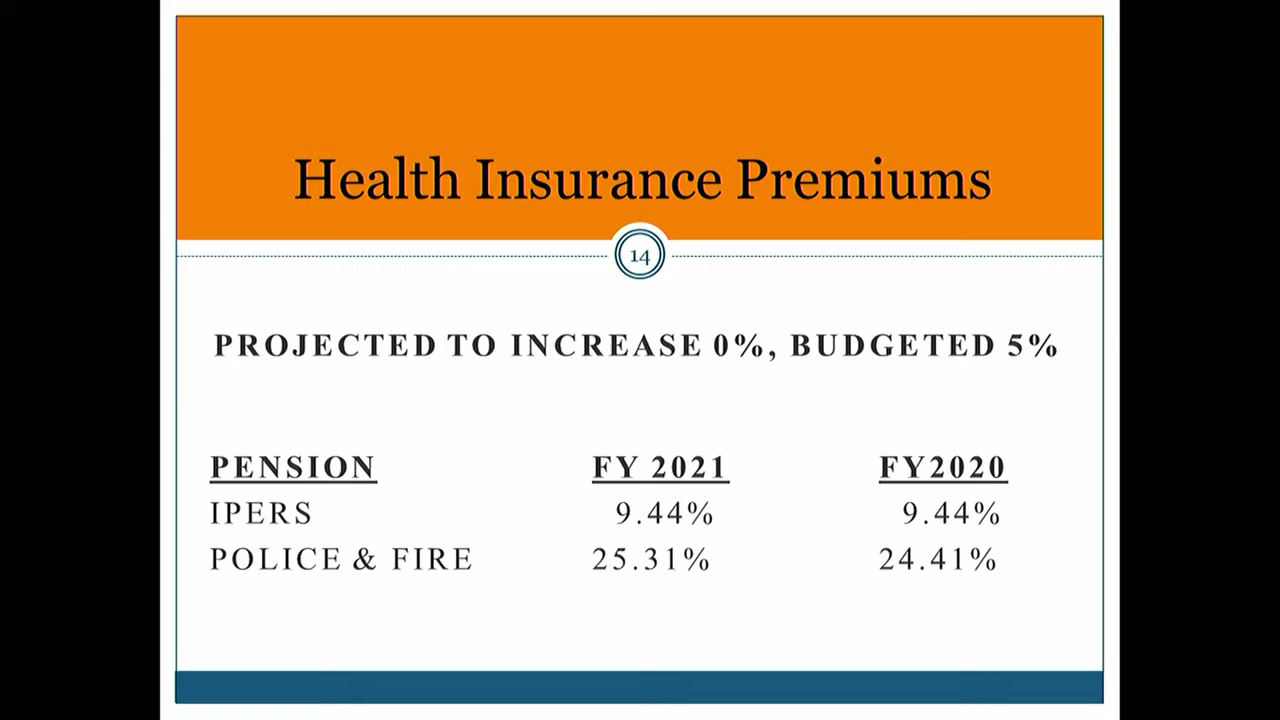 Health Insurance Premiums
14
PROJECTED TO INCREASE 0%, BUDGETED 5%
PENSION FY 2021 FY2020
IPERS 9.44% 9.44%
POLICE & FIRE 25.31% 24.41%